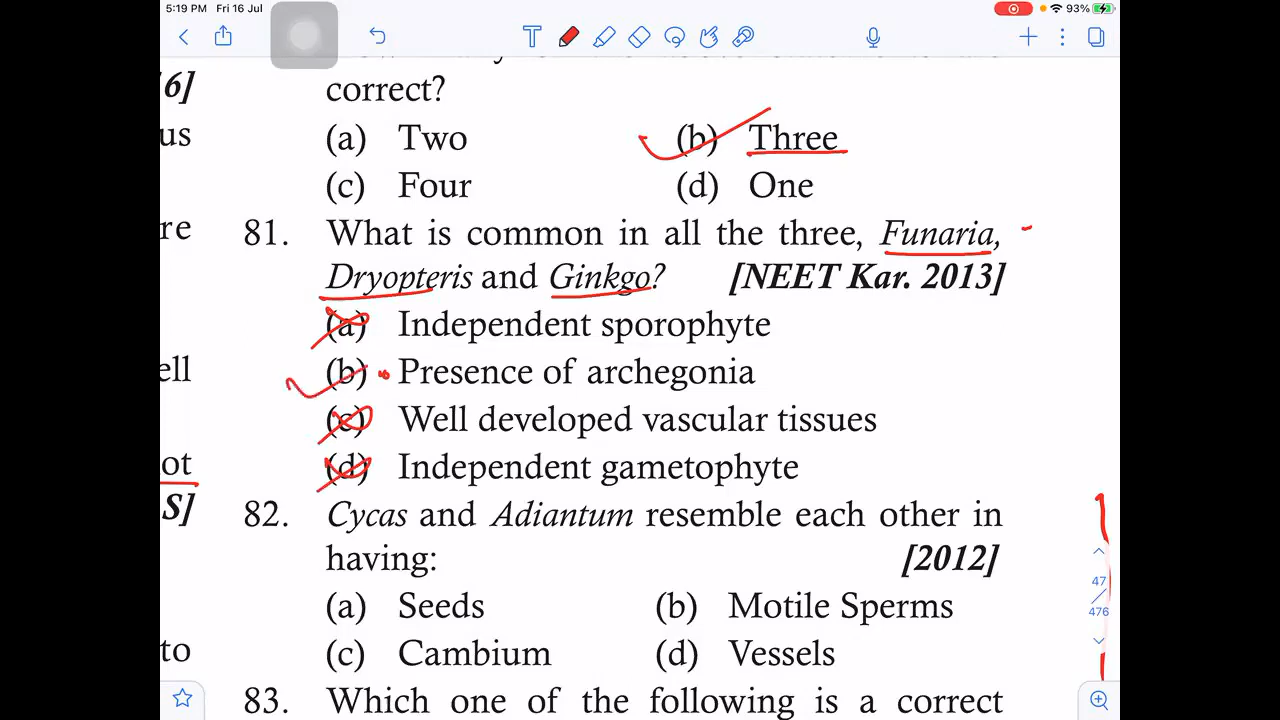 5:19 PM Fri 16 Jul
93%
T
6]
correct?
us
(a) Two (b) Three
(c) Four (d) One
re
81. What is common in all the three, Funaria,
Dryopteris and Ginkgo? [NEET Kar. 2013]
(a) Independent sporophyte
ell
(b) Presence of archegonia
(c) Well developed vascular tissues
ot
(d) Independent gametophyte
S]
82. Cycas and Adiantum resemble each other in
having: [2012]
47
476
(a) Seeds (b) Motile Sperms
to
(c) Cambium (d) Vessels
83. Which one of the following is a correct